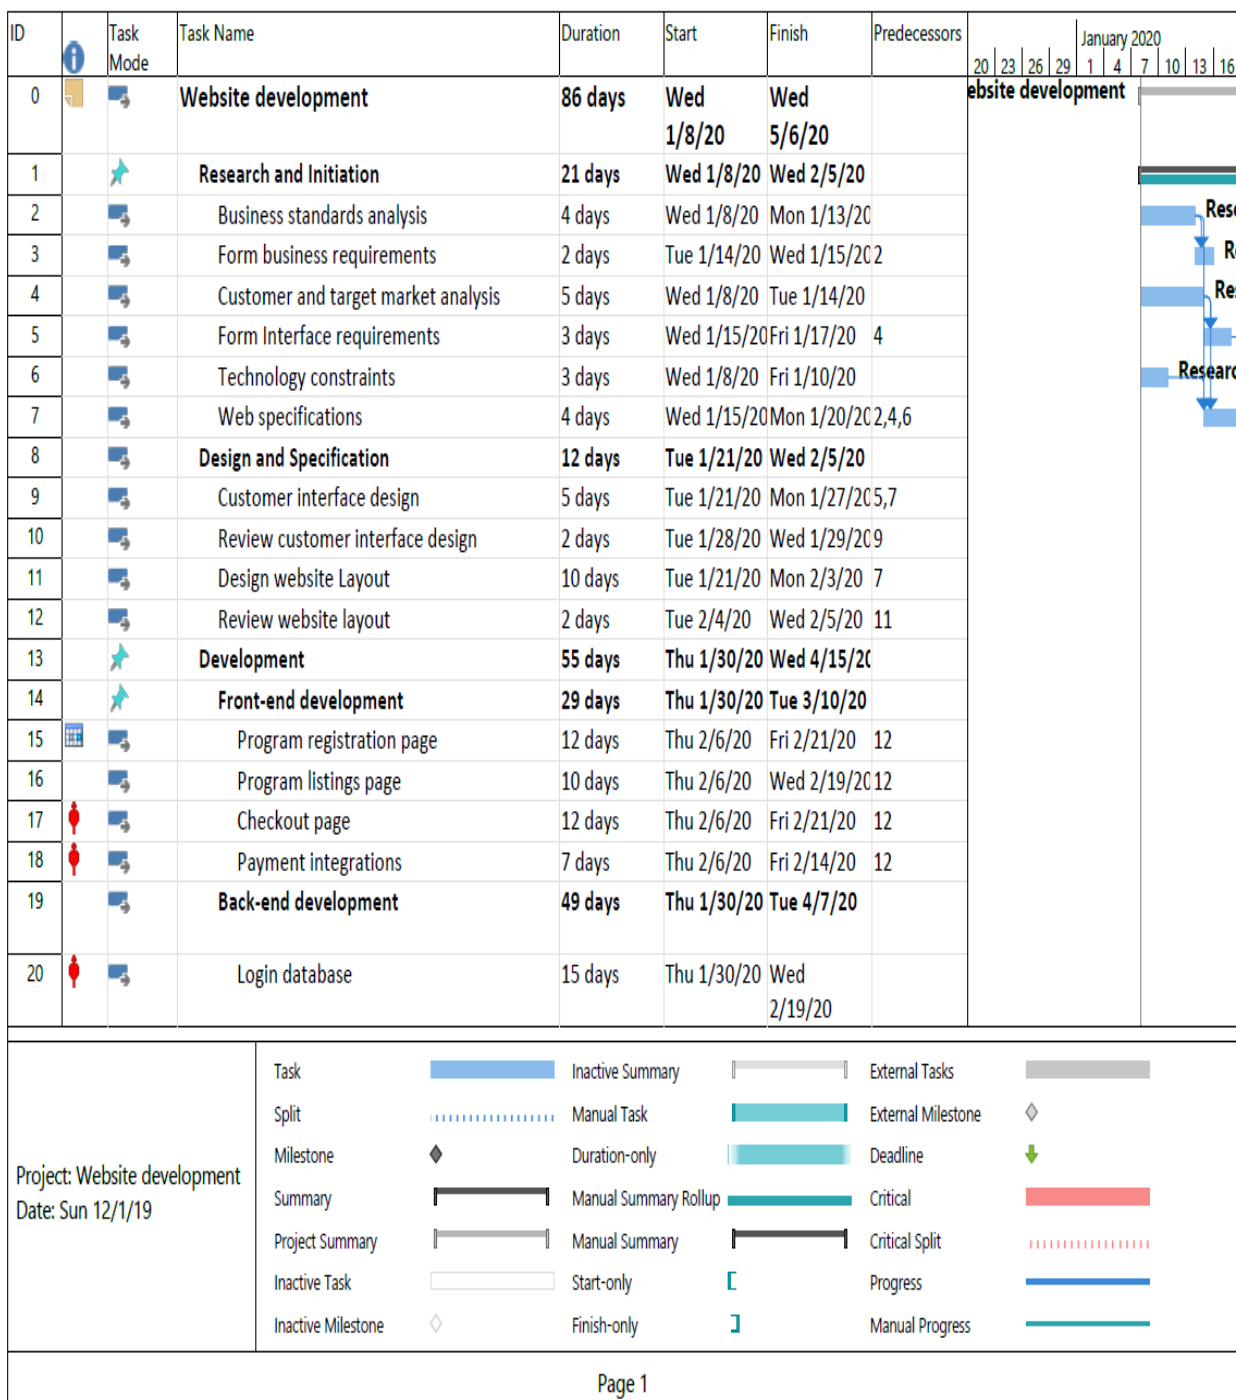 ID Task Mode Task Name Duration Start Finish Predecessors
January 2020
20 23 26 29 1 4 7 10 13 16
0 Website development 86 days Wed 1/8/20 Wed 5/6/20 ebsite development
1 Research and Initiation 21 days Wed 1/8/20 Wed 2/5/20
2 Business standards analysis 4 days Wed 1/8/20 Mon 1/13/20 Rese
3 Form business requirements 2 days Tue 1/14/20 Wed 1/15/20 2 R
4 Customer and target market analysis 5 days Wed 1/8/20 Tue 1/14/20 Res
5 Form Interface requirements 3 days Wed 1/15/20 Fri 1/17/20 4
6 Technology constraints 3 days Wed 1/8/20 Fri 1/10/20 Researc
7 Web specifications 4 days Wed 1/15/20 Mon 1/20/20 2,4,6
8 Design and Specification 12 days Tue 1/21/20 Wed 2/5/20
9 Customer interface design 5 days Tue 1/21/20 Mon 1/27/20 5,7
10 Review customer interface design 2 days Tue 1/28/20 Wed 1/29/20 9
11 Design website Layout 10 days Tue 1/21/20 Mon 2/3/20 7
12 Review website layout 2 days Tue 2/4/20 Wed 2/5/20 11
13 Development 55 days Thu 1/30/20 Wed 4/15/20
14 Front-end development 29 days Thu 1/30/20 Tue 3/10/20
15 Program registration page 12 days Thu 2/6/20 Fri 2/21/20 12
16 Program listings page 10 days Thu 2/6/20 Wed 2/19/20 12
17 Checkout page 12 days Thu 2/6/20 Fri 2/21/20 12
18 Payment integrations 7 days Thu 2/6/20 Fri 2/14/20 12
19 Back-end development 49 days Thu 1/30/20 Tue 4/7/20
20 Login database 15 days Thu 1/30/20 Wed 2/19/20
Project: Website development
Date: Sun 12/1/19
Task Inactive Summary External Tasks
Split Manual Task External Milestone
Milestone Duration-only Deadline
Summary Manual Summary Rollup Critical
Project Summary Manual Summary Critical Split
Inactive Task Start-only Progress
Inactive Milestone Finish-only Manual Progress
Page 1